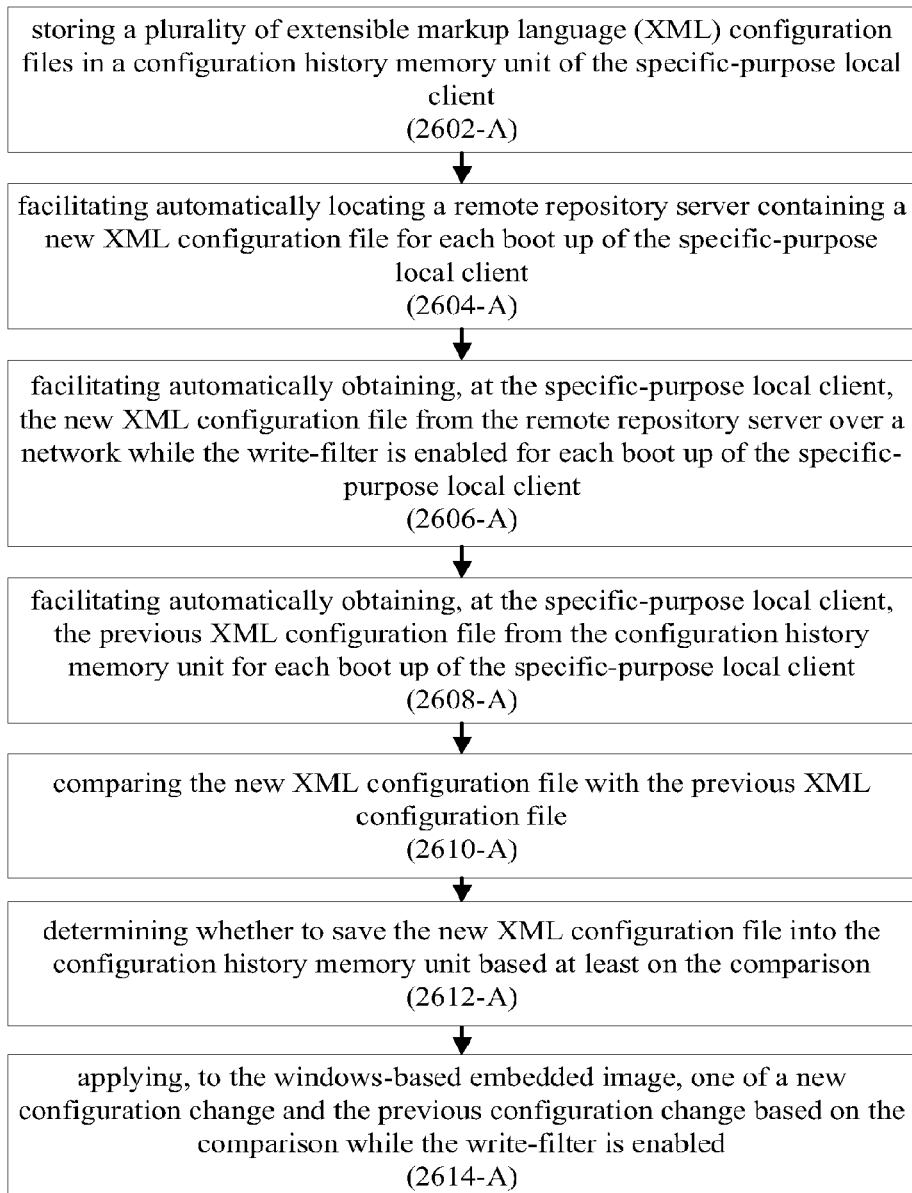 storing a plurality of extensible markup language (XML) configuration
files in a configuration history memory unit of the specific-purpose local
client
(2602-A)
facilitating automatically locating a remote repository server containing a
new XML configuration file for each boot up of the specific-purpose
local client
(2604-A)
facilitating automatically obtaining, at the specific-purpose local client,
the new XML configuration file from the remote repository server over a
network while the write-filter is enabled for each boot up of the specific-
purpose local client
(2606-A)
facilitating automatically obtaining, at the specific-purpose local client,
the previous XML configuration file from the configuration history
memory unit for each boot up of the specific-purpose local client
(2608-A)
comparing the new XML configuration file with the previous XML
configuration file
(2610-A)
determining whether to save the new XML configuration file into the
configuration history memory unit based at least on the comparison
(2612-A)
applying, to the windows-based embedded image, one of a new
configuration change and the previous configuration change based on the
comparison while the write-filter is enabled
(2614-A)